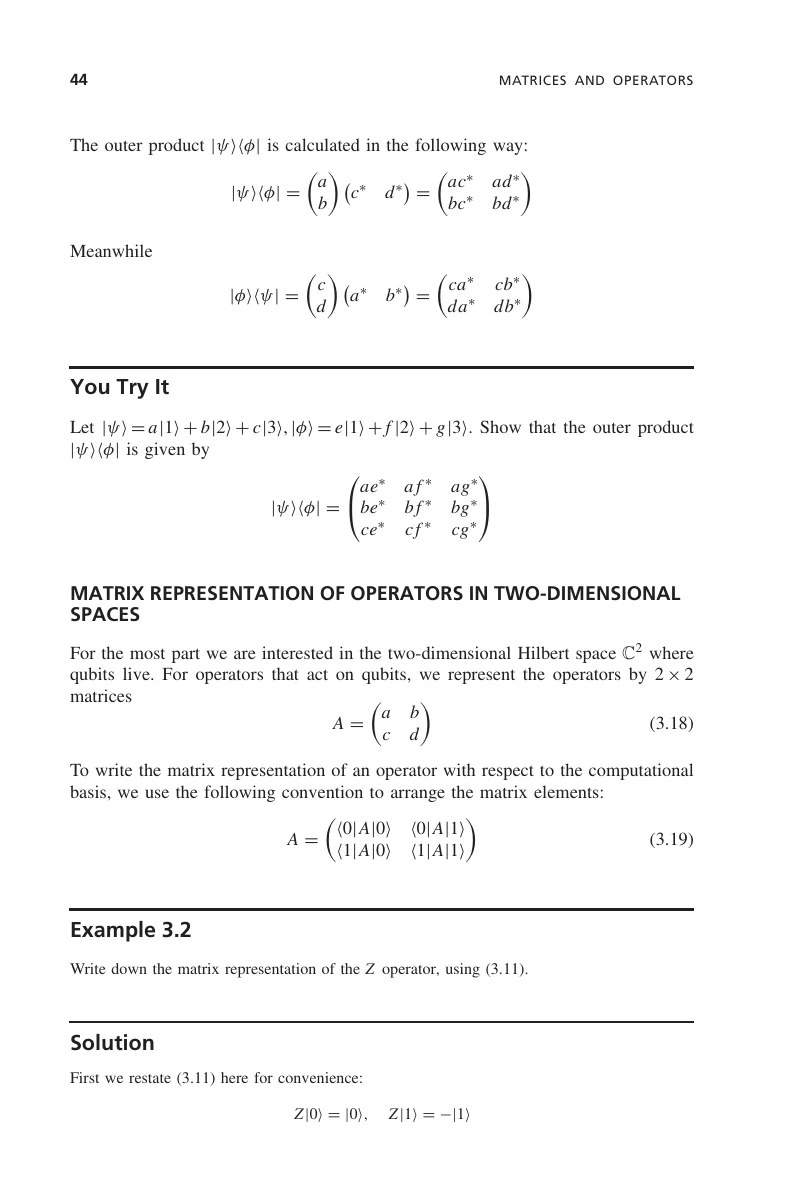 44 MATRICES AND OPERATORS
The outer product |ψ⟩⟨ϕ| is calculated in the following way:
|ψ⟩⟨ϕ| = (a b) (c* d*) = (ac* ad* bc* bd*)
Meanwhile
|ϕ⟩⟨ψ| = (c d) (a* b*) = (ca* cb* da* db*)
You Try It
Let |ψ⟩ = a|1⟩ + b|2⟩ + c|3⟩, |ϕ⟩ = e|1⟩ + f|2⟩ + g|3⟩. Show that the outer product
|ψ⟩⟨ϕ| is given by
ae* af* ag*
|ψ⟩⟨ϕ| = be* bf* bg*
ce* cf* cg*
MATRIX REPRESENTATION OF OPERATORS IN TWO-DIMENSIONAL
SPACES
For the most part we are interested in the two-dimensional Hilbert space ℂ² where
qubits live. For operators that act on qubits, we represent the operators by 2 × 2
matrices
A = (a b c d) (3.18)
To write the matrix representation of an operator with respect to the computational
basis, we use the following convention to arrange the matrix elements:
A = (⟨0|A|0⟩ ⟨0|A|1⟩ ⟨1|A|0⟩ ⟨1|A|1⟩) (3.19)
Example 3.2
Write down the matrix representation of the Z operator, using (3.11).
Solution
First we restate (3.11) here for convenience:
Z|0⟩ = |0⟩, Z|1⟩ = −|1⟩